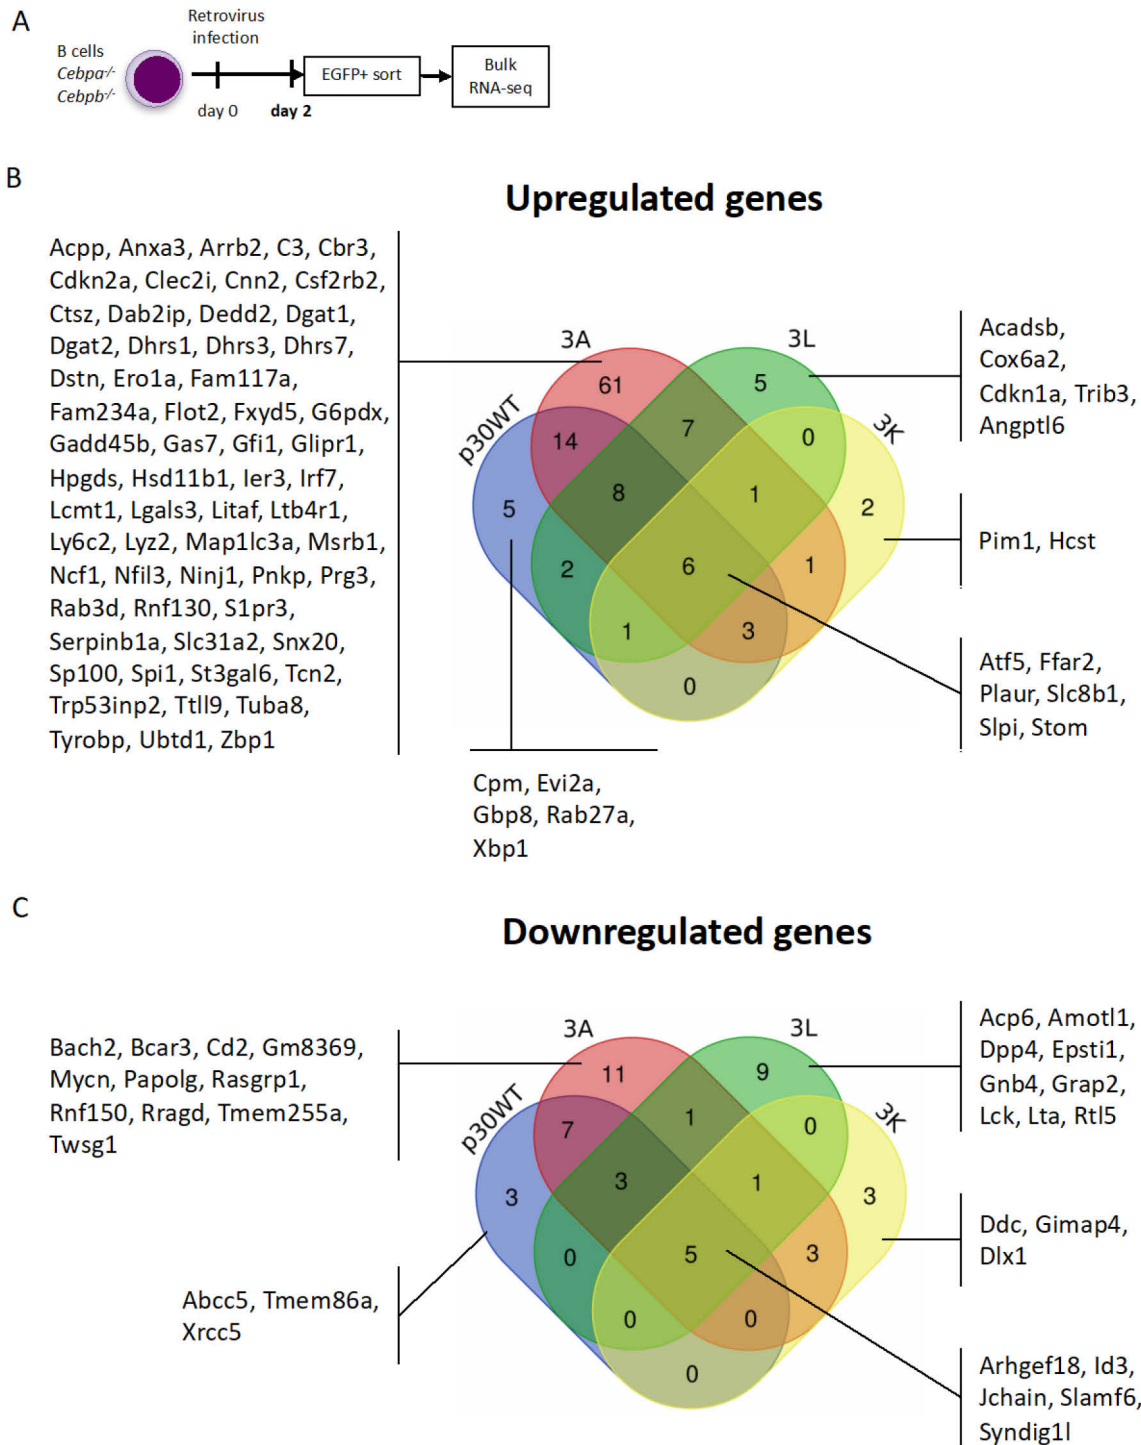 A
Retrovirus
infection
B cells
Cebpa-/-
Cebpb-/-
day 0
day 2
EGFP+ sort
Bulk
RNA-seq
B
Upregulated genes
Acpp, Anxa3, Arrb2, C3, Cbr3,
Cdkn2a, Clec2i, Cnn2, Csf2rb2,
Ctsz, Dab2ip, Dedd2, Dgat1,
Dgat2, Dhrs1, Dhrs3, Dhrs7,
Dstn, Ero1a, Fam117a,
Fam234a, Flot2, Fxyd5, G6pdx,
Gadd45b, Gas7, Gfi1, Glipr1,
Hpgds, Hsd11b1, Ier3, Irf7,
Lcmt1, Lgals3, Litaf, Ltb4r1,
Ly6c2, Lyz2, Map1lc3a, Msrb1,
Ncf1, Nfil3, Ninj1, Pnkp, Prg3,
Rab3d, Rnf130, S1pr3,
Serpinb1a, Slc31a2, Snx20,
Sp100, Spi1, St3gal6, Tcn2,
Trp53inp2, Ttll9, Tuba8,
Tyrobp, Ubtd1, Zbp1
p30WT
3A
3L
3K
61
5
14
7
0
5
8
1
2
2
6
1
1
3
0
Acadsb,
Cox6a2,
Cdkn1a, Trib3,
Angptl6
Pim1, Hcst
Atf5, Ffar2,
Plaur, Slc8b1,
Slpi, Stom
Cpm, Evi2a,
Gbp8, Rab27a,
Xbp1
C
Downregulated genes
Bach2, Bcar3, Cd2, Gm8369,
Mycn, Papolg, Rasgrp1,
Rnf150, Rragd, Tmem255a,
Twsg1
Abcc5, Tmem86a,
Xrcc5
p30WT
3A
3L
3K
11
9
7
1
0
3
3
1
3
0
5
3
0
0
0
Acp6, Amotl1,
Dpp4, Epsti1,
Gnb4, Grap2,
Lck, Lta, Rtl5
Ddc, Gimap4,
Dlx1
Arhgef18, Id3,
Jchain, Slamf6,
Syndig1l